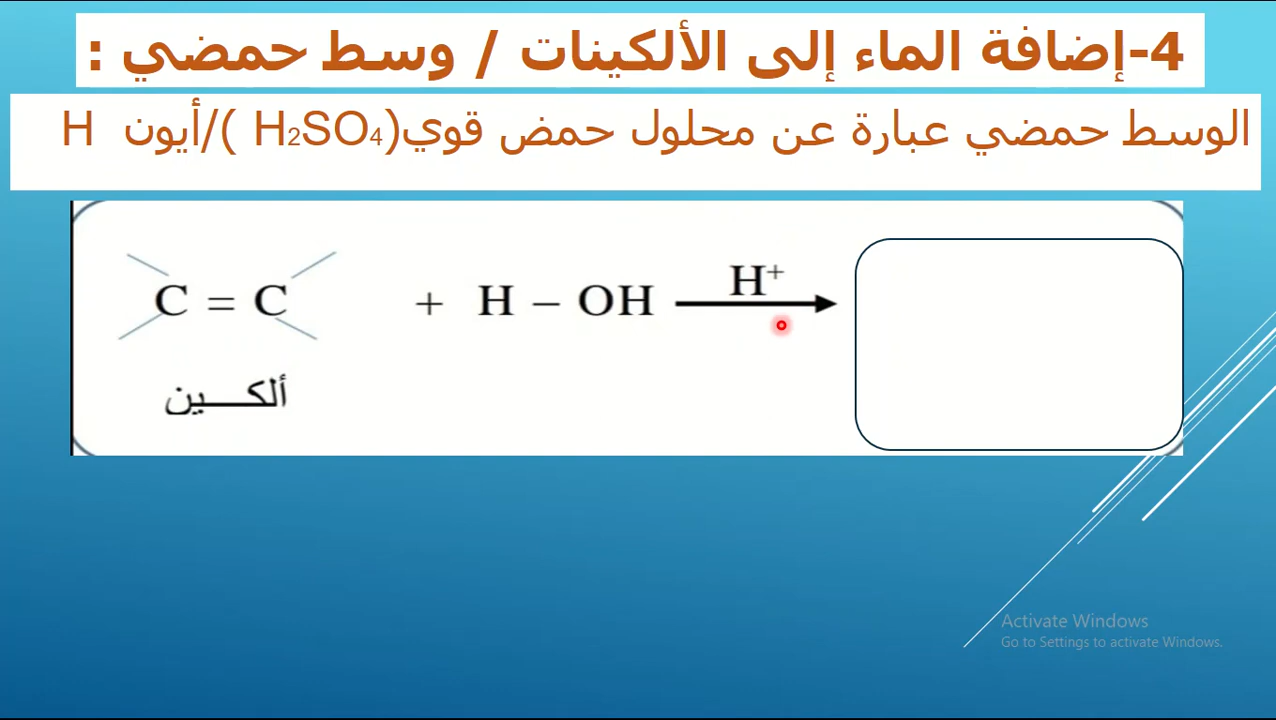 4-إضافة الماء إلى الألكينات / وسط حمضي :
الوسط حمضي عبارة عن محلول حمض قوي(H2SO4 )/أيون H
C = C + H – OH H+
ألكـــين
Activate Windows
Go to Settings to activate Windows.